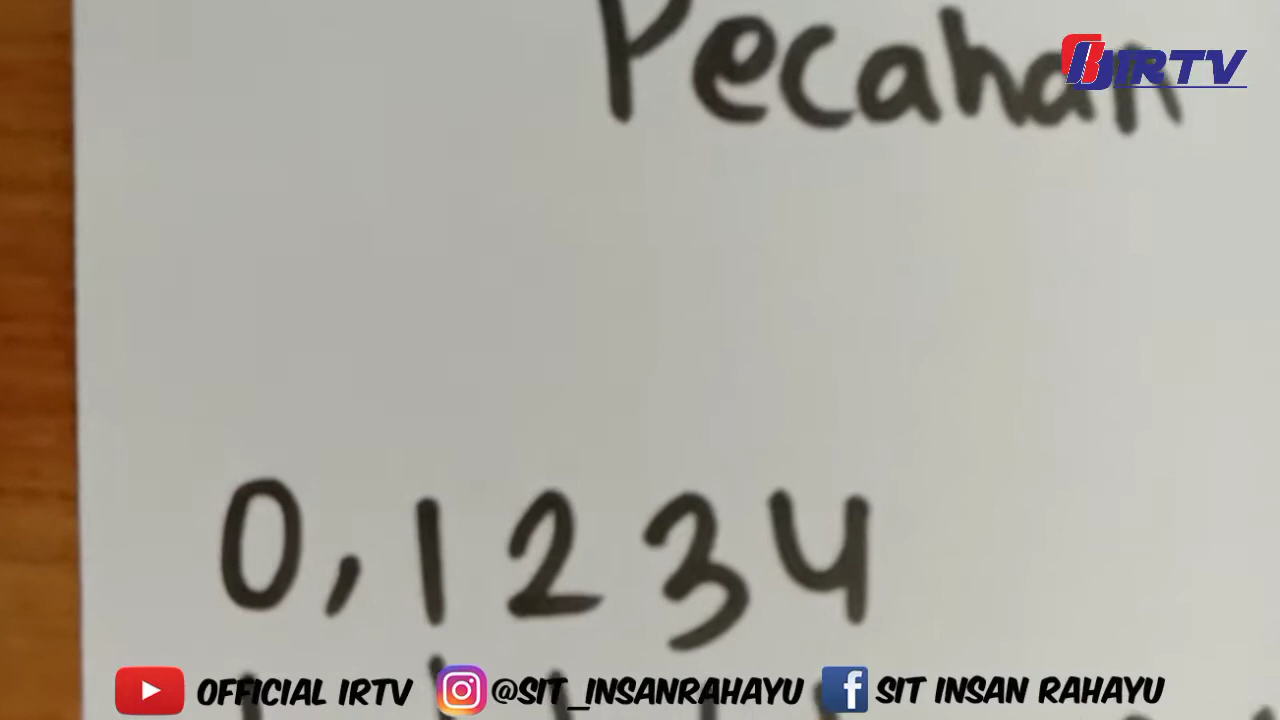 Pecahan
IRTV
0,1234
OFFICIAL IRTV @SIT_INSANRAHAYU SIT INSAN RAHAYU